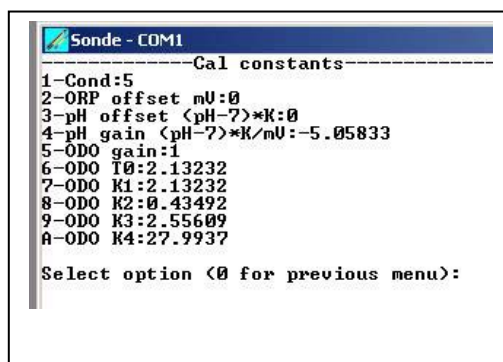 Sonde - COM1
--------------Cal constants--------------
1-Cond:5
2-ORP offset mV:0
3-pH offset (pH-7)*K:0
4-pH gain (pH-7)*K/mV:-5.05833
5-ODO gain:1
6-ODO T0:2.13232
7-ODO K1:2.13232
8-ODO K2:0.43492
9-ODO K3:2.55609
A-ODO K4:27.9937
Select option (0 for previous menu):